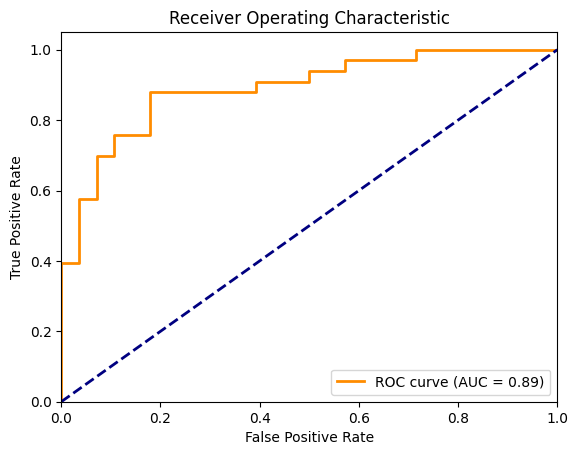 Receiver Operating Characteristic
True Positive Rate
1.0
0.8
0.6
0.4
0.2
0.0
0.0 0.2 0.4 0.6 0.8 1.0
False Positive Rate
ROC curve (AUC = 0.89)